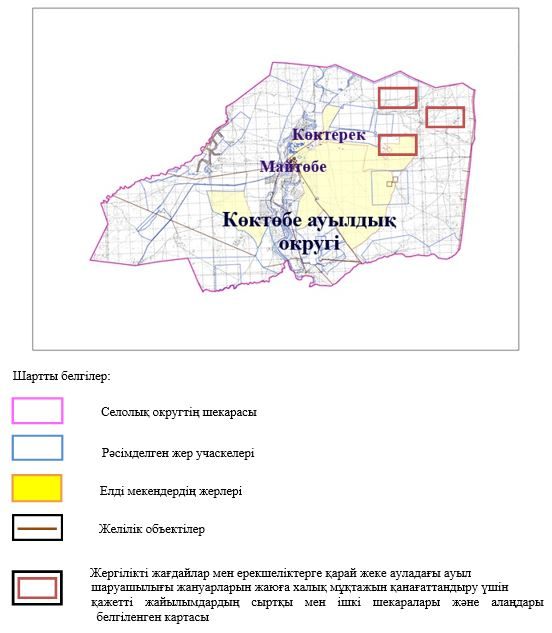 Көктерек
Майтөбе
Көктөбе ауылдық
округі
Шартты белгілер:
Селолық округтің шекарасы
Рәсімделген жер учаскелері
Елді мекендердің жерлері
Желілік объектілер
Жергілікті жағдайлар мен ерекшеліктерге қарай жеке ауладағы ауыл
шаруашылығы жануарларын жаюға халық мұқтажын қанағаттандыру үшін
қажетті жайылымдардың сыртқы мен ішкі шекаралары және алаңдары
белгіленген картасы